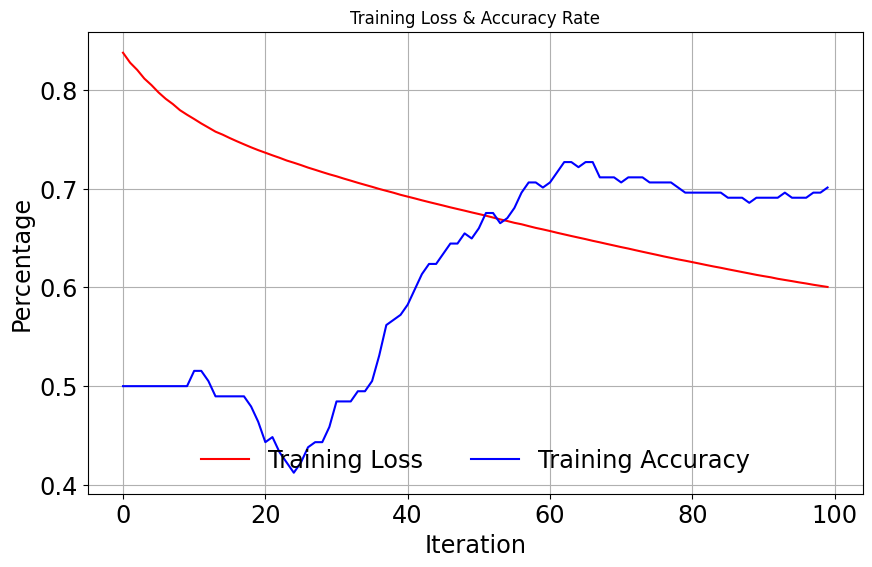 Training Loss & Accuracy Rate
0.8
0.7
0.6
0.5
0.4
Percentage
Training Loss Training Accuracy
0 20 40 60 80 100
Iteration